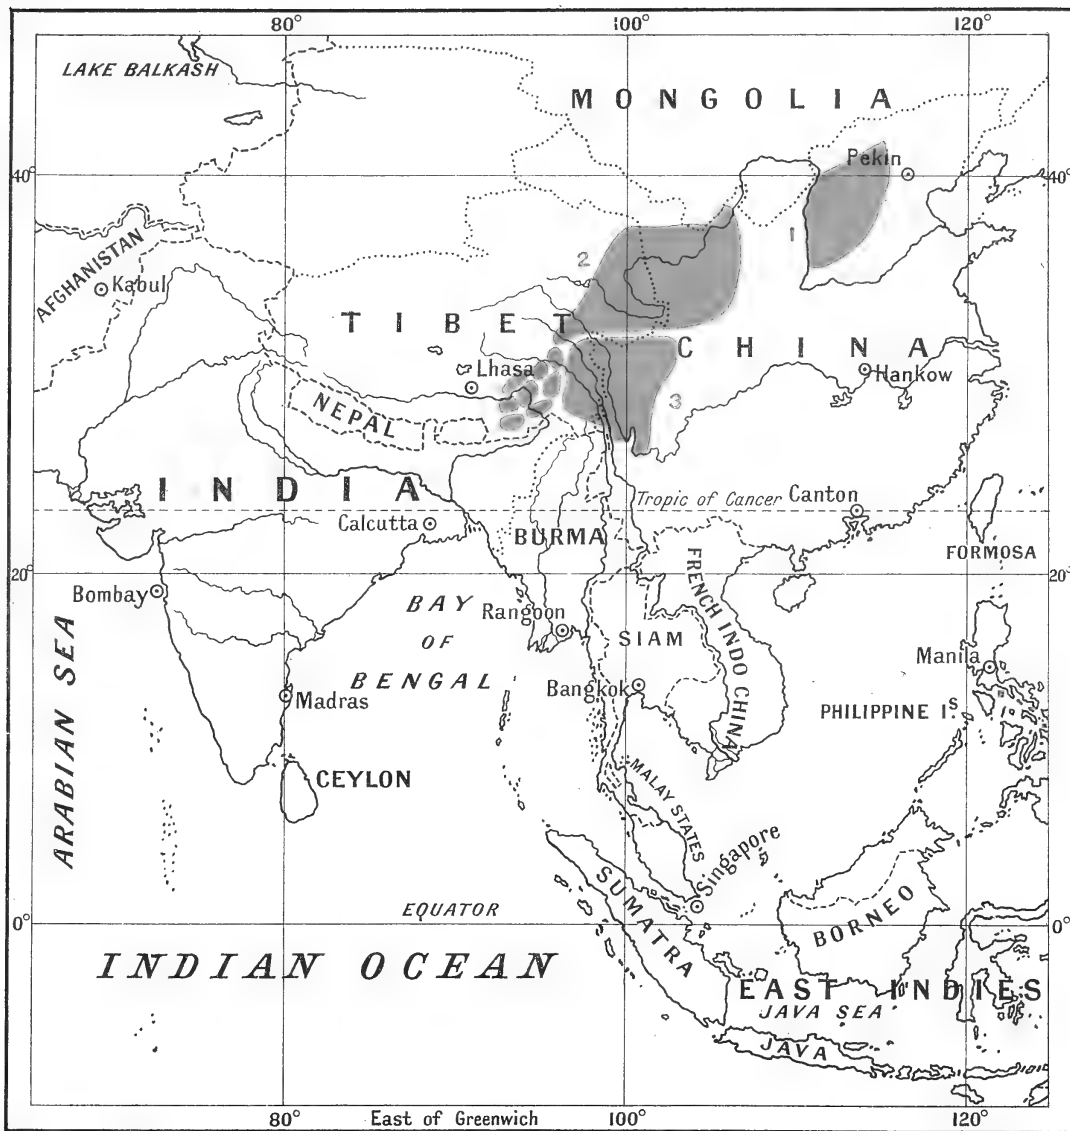 80° 100° 120°
LAKE BALKASH
MONGOLIA
Pekin
40° 40°
1
AFGHANISTAN
Kabul
2
TIBET
CHINA
Lhasa
Hankow
NEPAL
3
INDIA
Tropic of Cancer Canton
Calcutta
BURMA
FORMOSA
FRENCH INDO CHINA
20° 20°
Bombay
BAY
OF
BENGAL
Rangoon
SIAM
ARABIAN SEA
Manila
Madras
Bangkok
PHILIPPINE Is.
CEYLON
MALAY STATES
Singapore
SUMATRA
EQUATOR
BORNEO
0° 0°
INDIAN OCEAN
EAST INDIES
JAVA SEA
JAVA
80° East of Greenwich 100° 120°